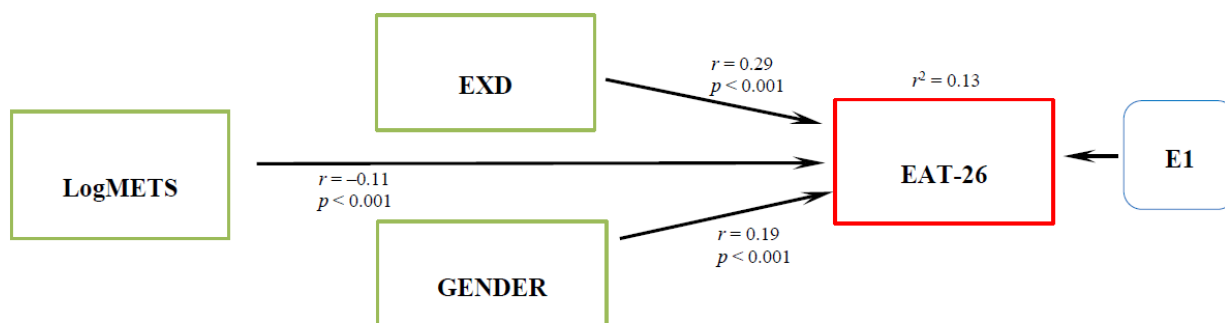 r = 0.29
p < 0.001
r² = 0.13
EXD
E1
EAT-26
LogMETS
r = –0.11
p < 0.001
r = 0.19
p < 0.001
GENDER